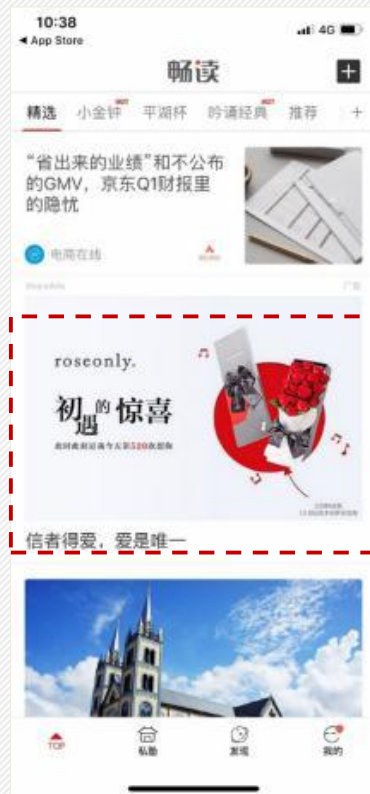 10:38
4G
App Store
畅读
精选 小金钟 平湖杯 吟诵经典 推荐
HOT HOT
“省出来的业绩”和不公布
的GMV，京东Q1财报里
的隐忧
电商在线
roseonly.
初遇的惊喜
信者得爱，爱是唯一
TOP 私塾 发现 我的